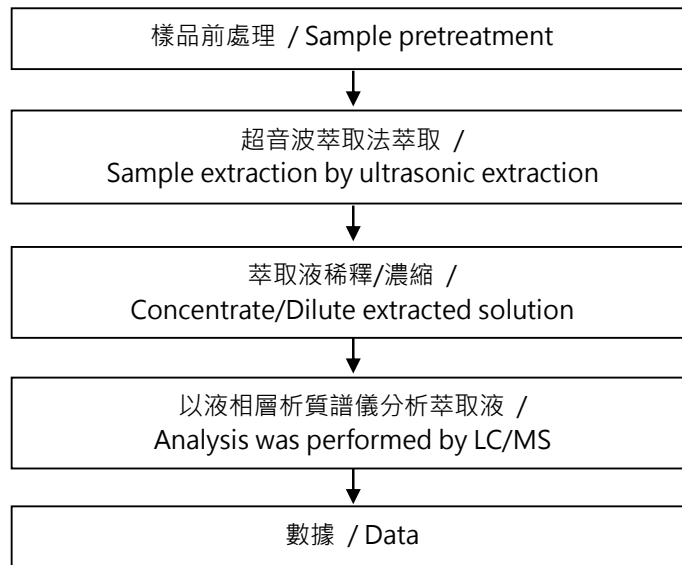 樣品前處理 / Sample pretreatment
超音波萃取法萃取 /
Sample extraction by ultrasonic extraction
萃取液稀釋/濃縮 /
Concentrate/Dilute extracted solution
以液相層析質譜儀分析萃取液 /
Analysis was performed by LC/MS
數據 / Data